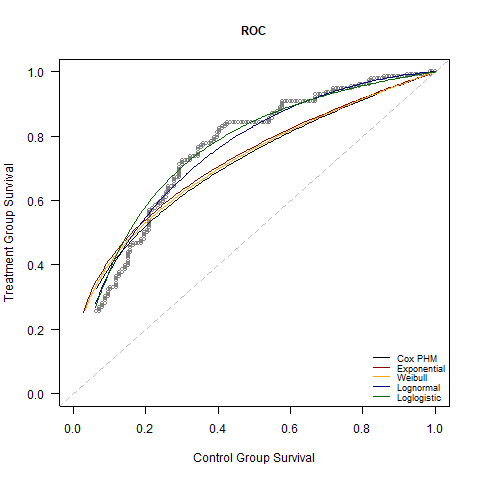 ROC
Treatment Group Survival
1.0
0.8
0.6
0.4
0.2
0.0
0.0 0.2 0.4 0.6 0.8 1.0
Control Group Survival
Cox PHM
Exponential
Weibull
Lognormal
Loglogistic